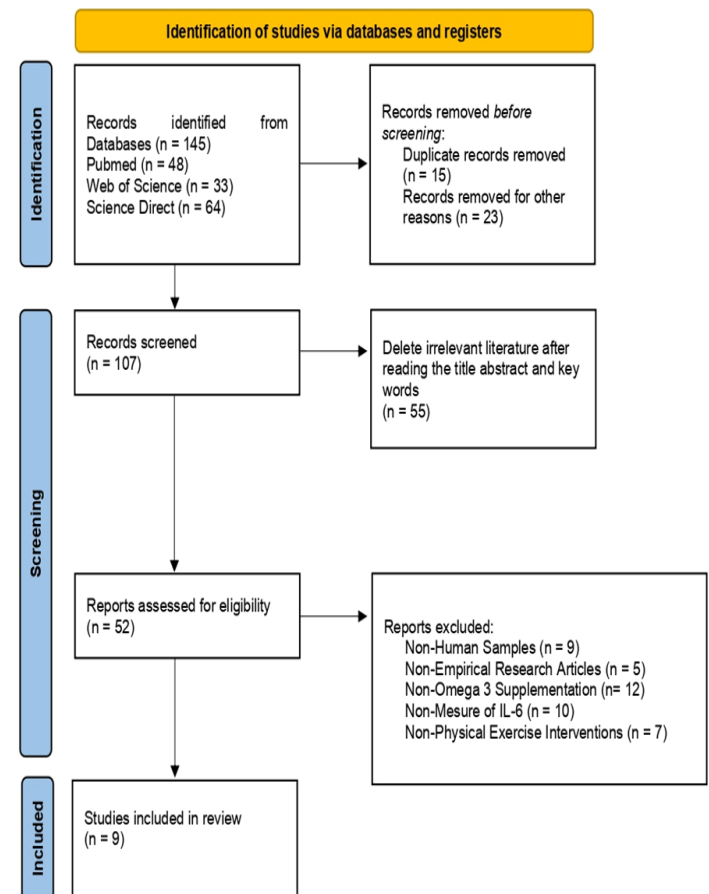 Identification of studies via databases and registers
Identification
Records identified from
Databases (n = 145)
Pubmed (n = 48)
Web of Science (n = 33)
Science Direct (n = 64)
Records removed before
screening:
Duplicate records removed
(n = 15)
Records removed for other
reasons (n = 23)
Screening
Records screened
(n = 107)
Delete irrelevant literature after
reading the title abstract and key
words
(n = 55)
Reports assessed for eligibility
(n = 52)
Reports excluded:
Non-Human Samples (n = 9)
Non-Empirical Research Articles (n = 5)
Non-Omega 3 Supplementation (n= 12)
Non-Mesure of IL-6 (n = 10)
Non-Physical Exercise Interventions (n = 7)
Included
Studies included in review
(n = 9)